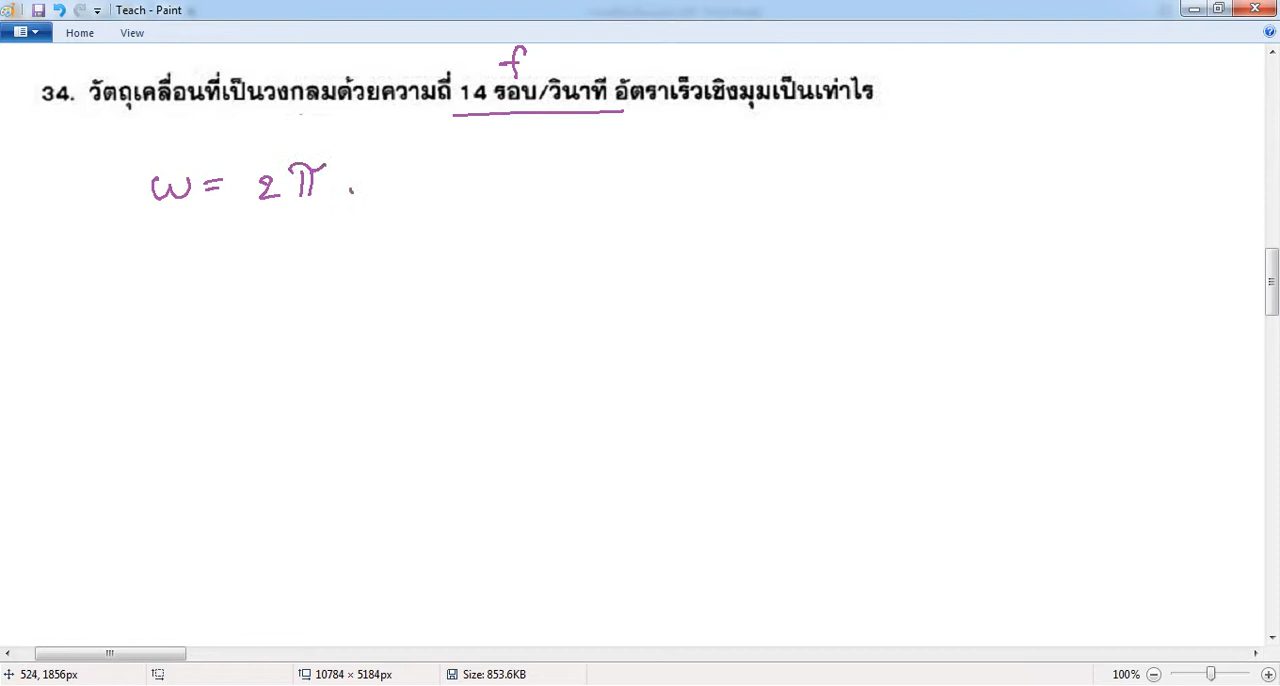 Teach - Paint
Home View
f
34. วัตถุเคลื่อนที่เป็นวงกลมด้วยความถี่ 14 รอบ/วินาที อัตราเร็วเชิงมุมเป็นเท่าไร
ω = 2π
524, 1856px 10784 × 5184px Size: 853.6KB 100%